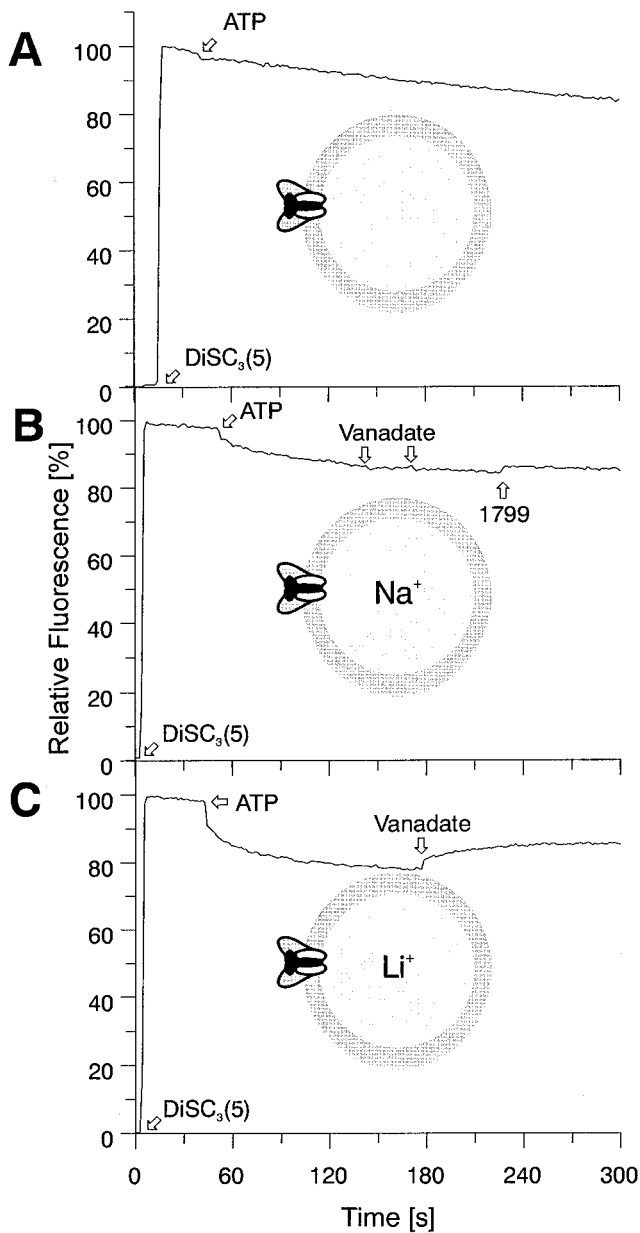 A
ATP
100
80
60
40
20
0
DiSC₃(5)
B
ATP
Vanadate
1799
100
80
60
40
20
0
Na⁺
DiSC₃(5)
Relative Fluorescence [%]
C
ATP
Vanadate
100
80
60
40
20
0
Li⁺
DiSC₃(5)
0 60 120 180 240 300
Time [s]